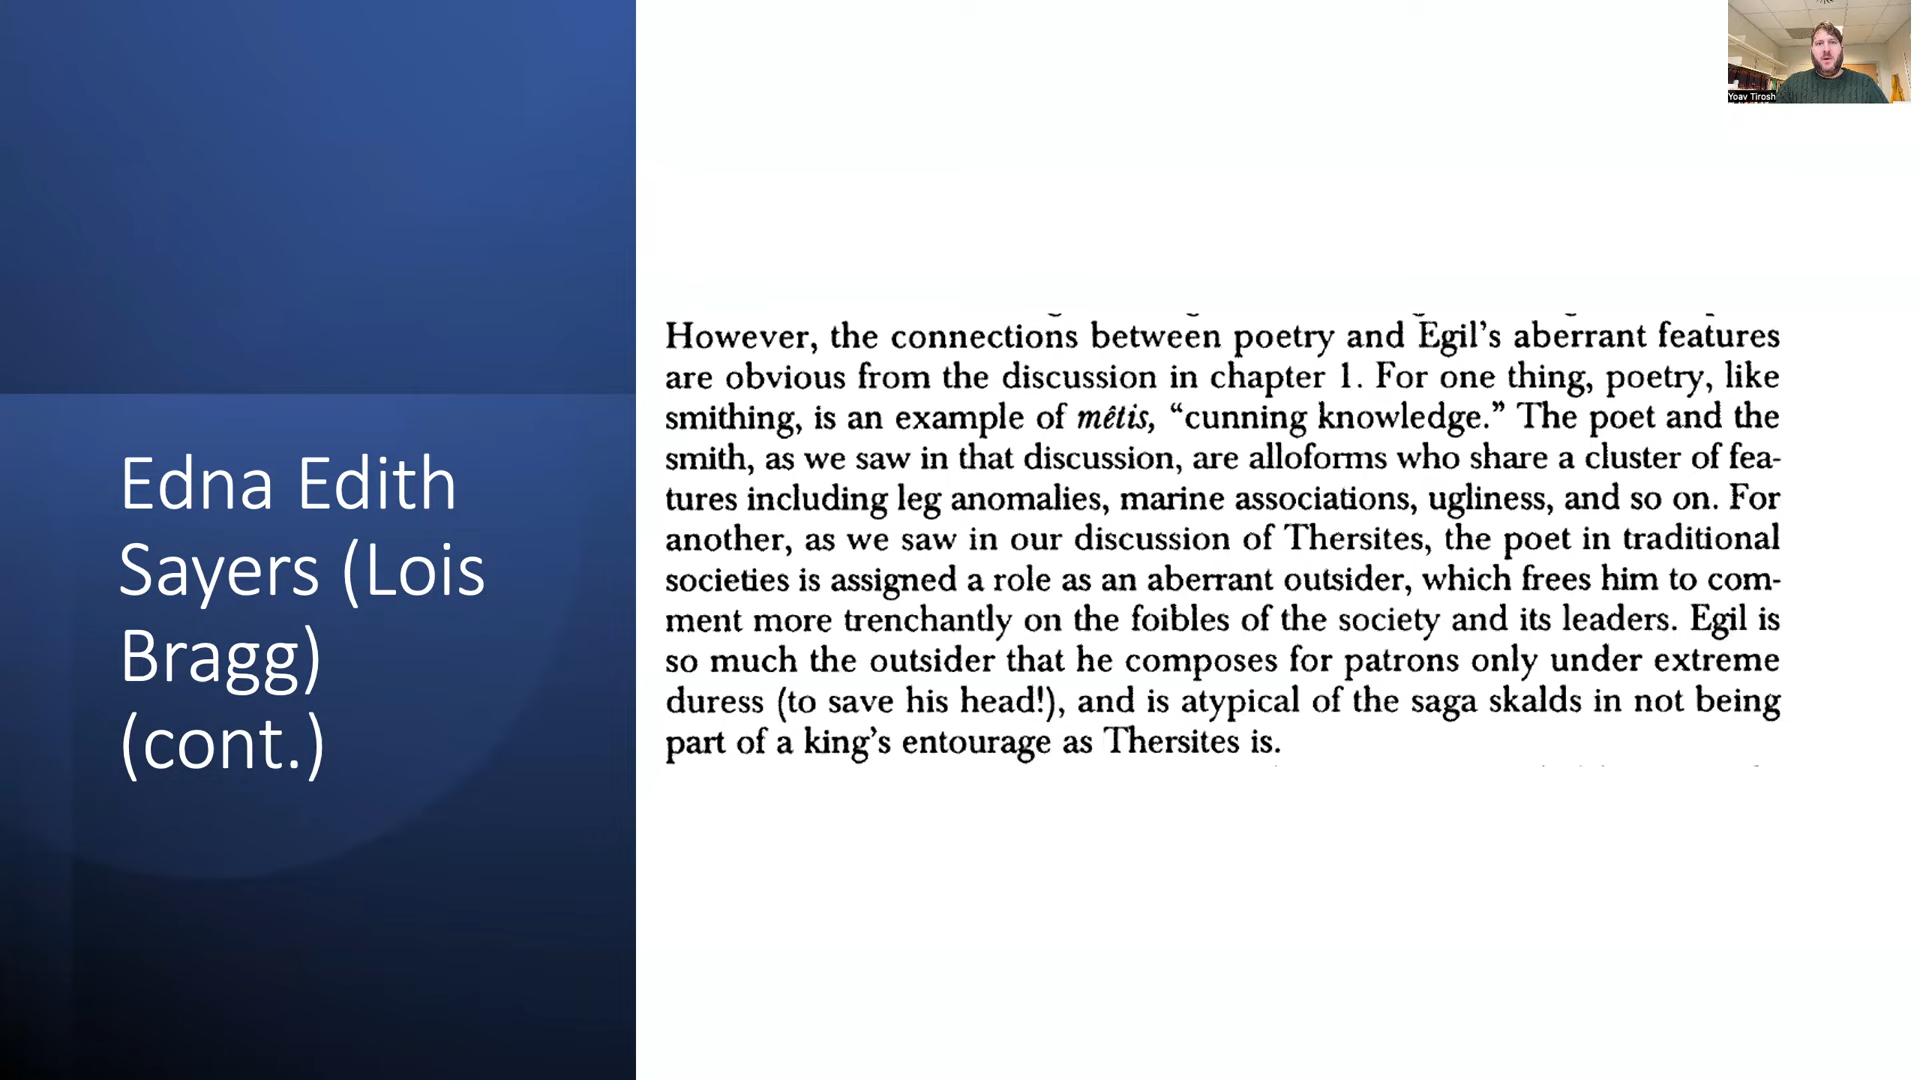 Edna Edith
Sayers (Lois
Bragg)
(cont.)
However, the connections between poetry and Egil's aberrant features
are obvious from the discussion in chapter 1. For one thing, poetry, like
smithing, is an example of mêtis, “cunning knowledge.” The poet and the
smith, as we saw in that discussion, are alloforms who share a cluster of fea-
tures including leg anomalies, marine associations, ugliness, and so on. For
another, as we saw in our discussion of Thersites, the poet in traditional
societies is assigned a role as an aberrant outsider, which frees him to com-
ment more trenchantly on the foibles of the society and its leaders. Egil is
so much the outsider that he composes for patrons only under extreme
duress (to save his head!), and is atypical of the saga skalds in not being
part of a king's entourage as Thersites is.
Yoav Tirosh